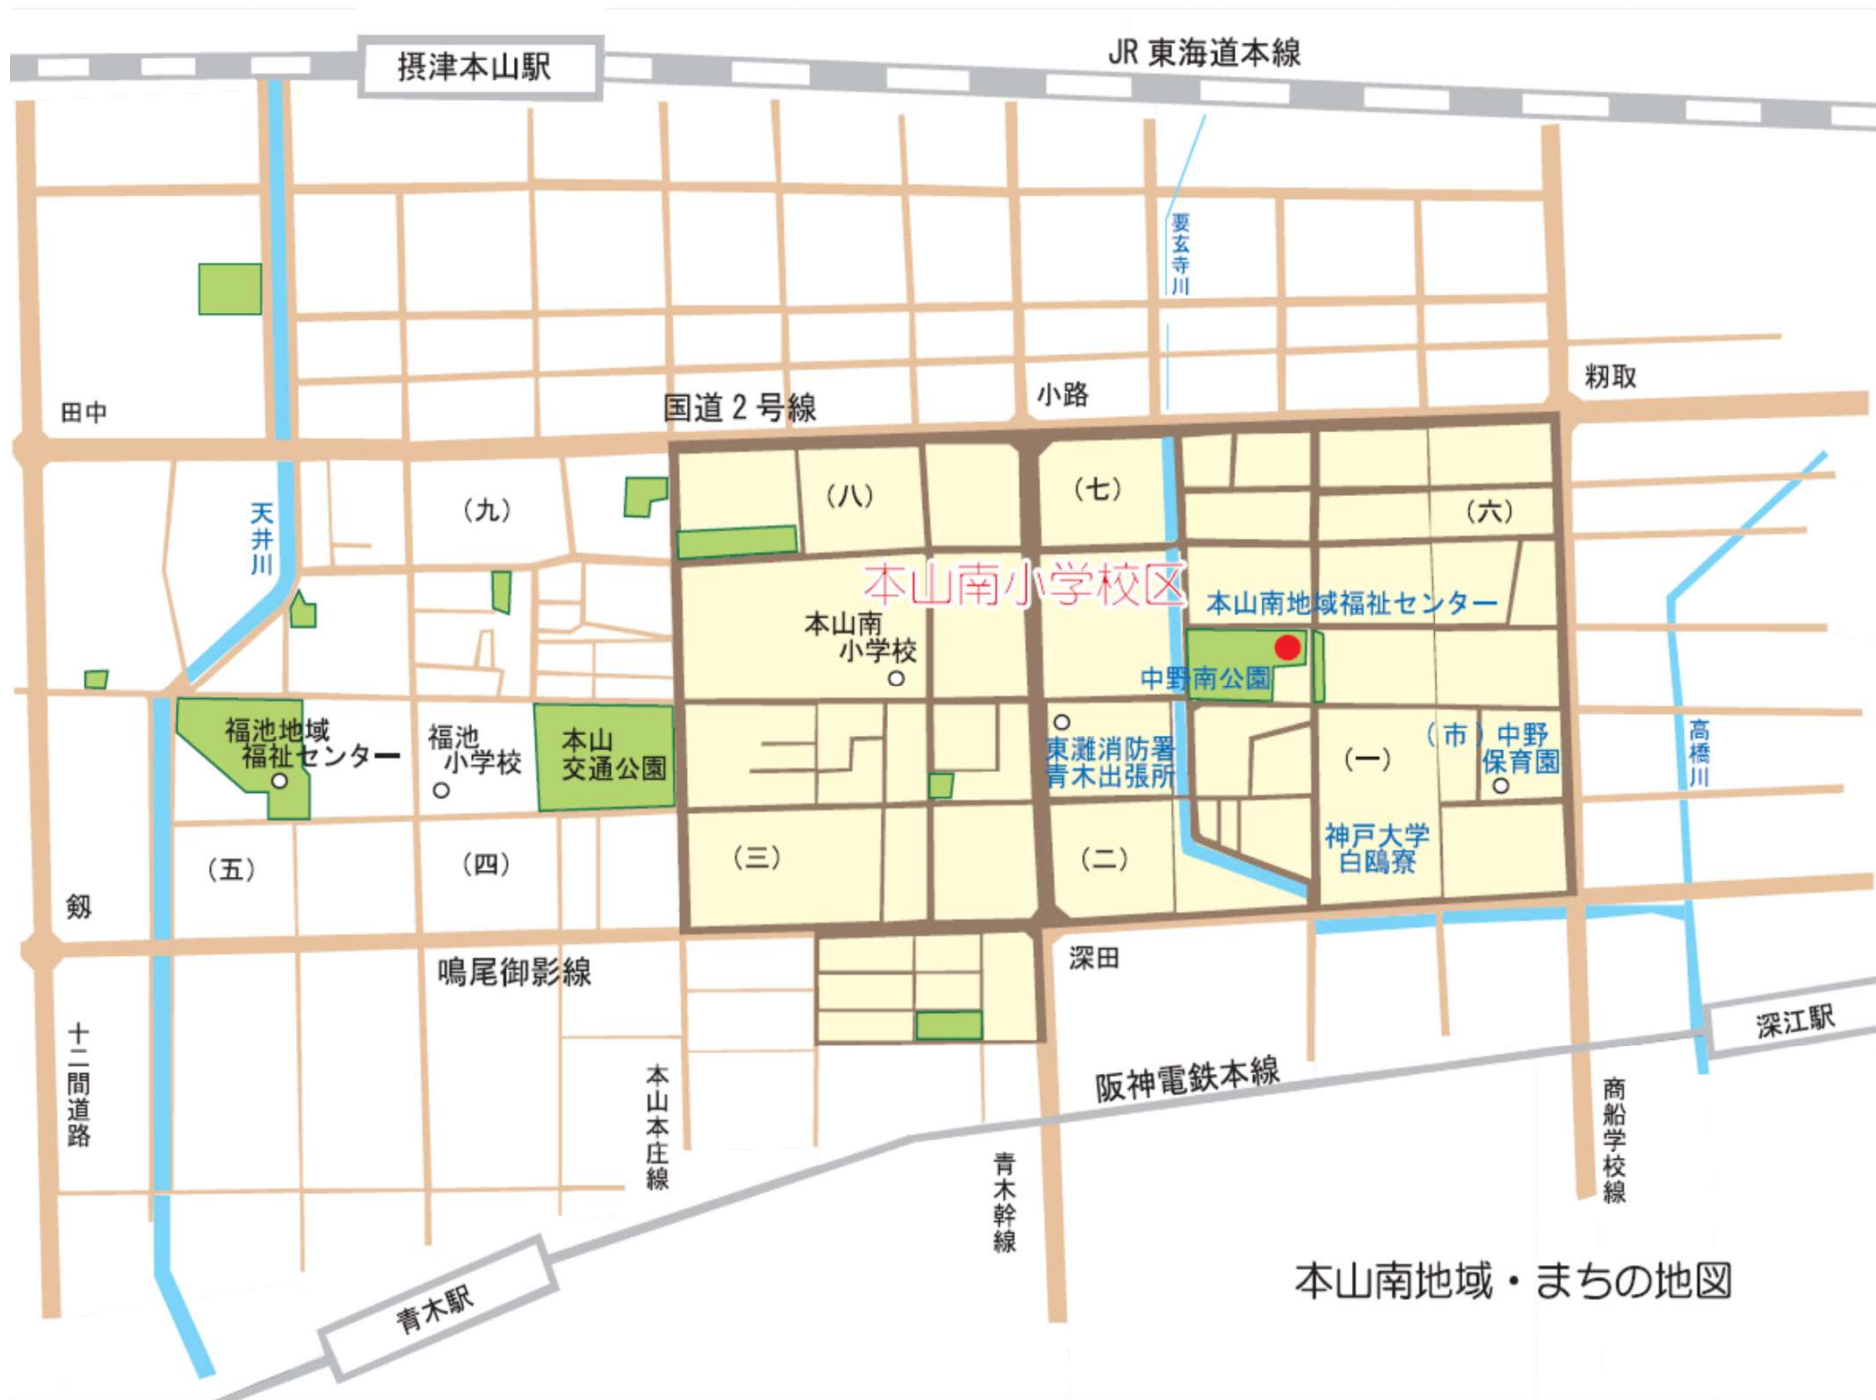 摂津本山駅
JR 東海道本線
要玄寺川
田中
国道2号線
小路
籾取
天井川
（九）
（八）
（七）
（六）
本山南小学校区
本山南地域福祉センター
本山南
小学校
中野南公園
福池地域
福祉センター
福池
小学校
本山
交通公園
東灘消防署
青木出張所
（一）
（市）中野
保育園
高橋川
神戸大学
白鴎寮
（五）
（四）
（三）
（二）
剱
鳴尾御影線
深田
深江駅
十二間道路
本山本庄線
阪神電鉄本線
商船学校線
青木幹線
青木駅
本山南地域・まちの地図